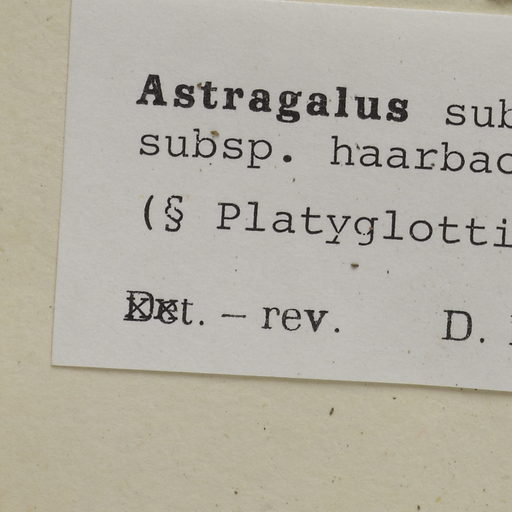 Astragalus sub
subsp. haarbac
(§ Platyglotti
Det. – rev. D.